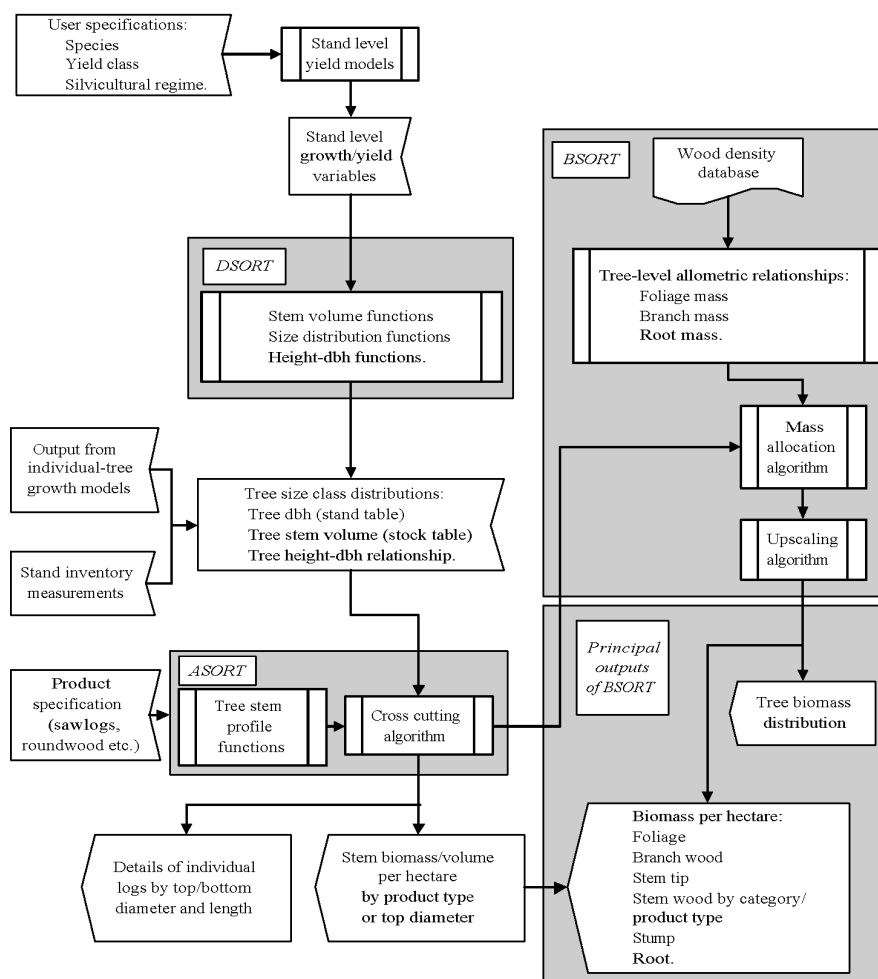 User specifications:
Species
Yield class
Silvicultural regime.
Stand level
yield models
Stand level
growth/yield
variables
DSORT
Stem volume functions
Size distribution functions
Height-dbh functions.
Output from
individual-tree
growth models
Stand inventory
measurements
Tree size class distributions:
Tree dbh (stand table)
Tree stem volume (stock table)
Tree height-dbh relationship.
Product
specification
(sawlogs,
roundwood etc.)
ASORT
Tree stem
profile
functions
Cross cutting
algorithm
Details of individual
logs by top/bottom
diameter and length
Stem biomass/volume
per hectare
by product type
or top diameter
BSORT
Wood density
database
Tree-level allometric relationships:
Foliage mass
Branch mass
Root mass.
Mass
allocation
algorithm
Upscaling
algorithm
Principal
outputs
of BSORT
Tree biomass
distribution
Biomass per hectare:
Foliage
Branch wood
Stem tip
Stem wood by category/
product type
Stump
Root.